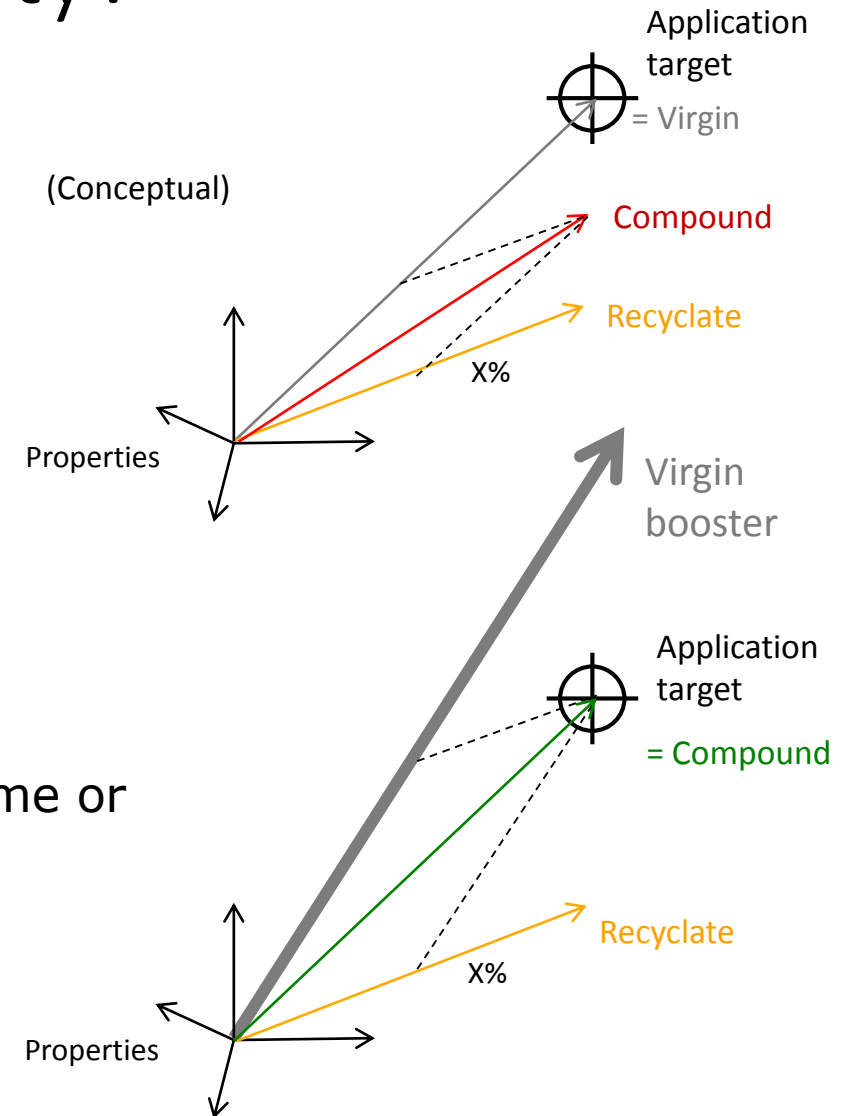 Application
target
= Virgin
(Conceptual)
Compound
Recyclate
X%
Properties
Virgin
booster
Application
target
= Compound
me or
Recyclate
X%
Properties